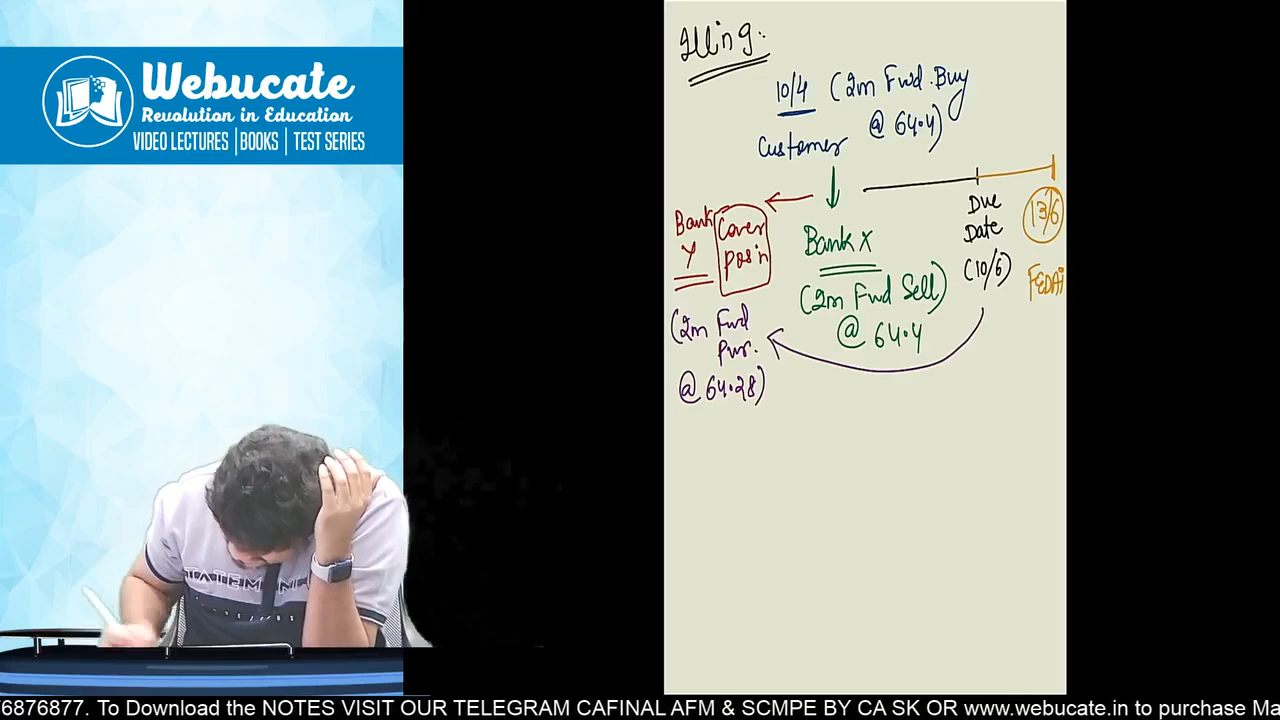 Webucate
Revolution in Education
VIDEO LECTURES | BOOKS | TEST SERIES
Illing:
10/4 (2m Fwd. Buy
@ 64.4)
Customer
Bank X
(2m Fwd Sell)
@ 64.4
Bank
Y
Cover
pos'n
(2m Fwd
Pur.
@ 64.28)
Due
Date
(10/6)
13/6
FEDAi
TATEM
6876877. To Download the NOTES VISIT OUR TELEGRAM CAFINAL AFM & SCMPE BY CA SK OR www.webucate.in to purchase Ma